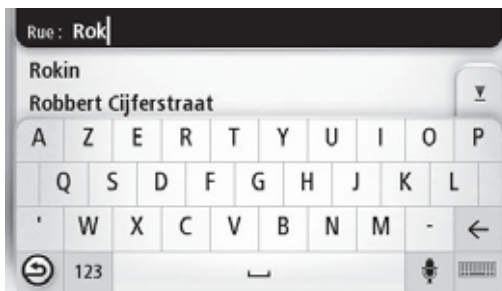 Rue : Rok
Rokin
Robbert Cijferstraat
A Z E R T Y U I O P
Q S D F G H J K L
' W X C V B N M -
123